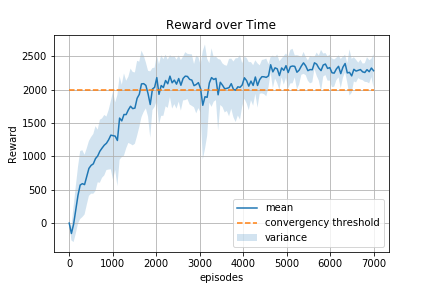 Reward over Time
2500
2000
1500
1000
500
0
Reward
mean
convergency threshold
variance
0 1000 2000 3000 4000 5000 6000 7000
episodes